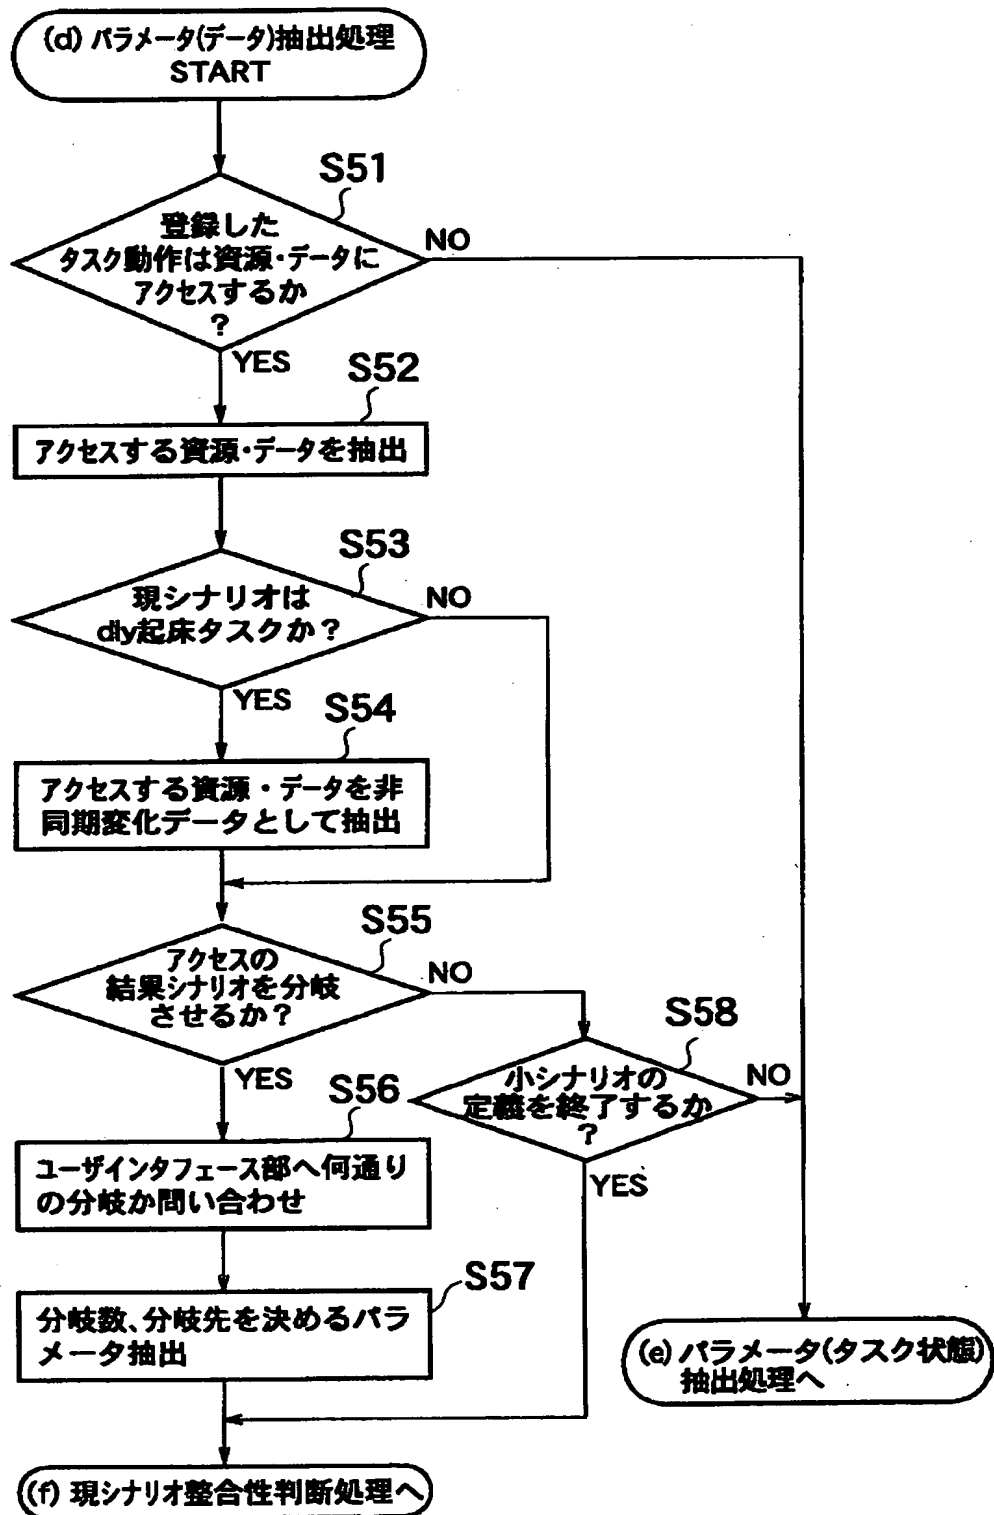 (d) パラメータ(データ)抽出処理
START
S51
登録した
タスク動作は資源・データに
アクセスするか
?
NO
YES
S52
アクセスする資源・データを抽出
S53
現シナリオは
dly起床タスクか?
NO
YES
S54
アクセスする資源・データを非
同期変化データとして抽出
S55
アクセスの
結果シナリオを分岐
させるか?
NO
YES
S58
小シナリオの
定義を終了するか
?
NO
YES
S56
ユーザインタフェース部へ何通り
の分岐か問い合わせ
S57
分岐数、分岐先を決めるパラ
メータ抽出
(e) パラメータ(タスク状態)
抽出処理へ
(f) 現シナリオ整合性判断処理へ